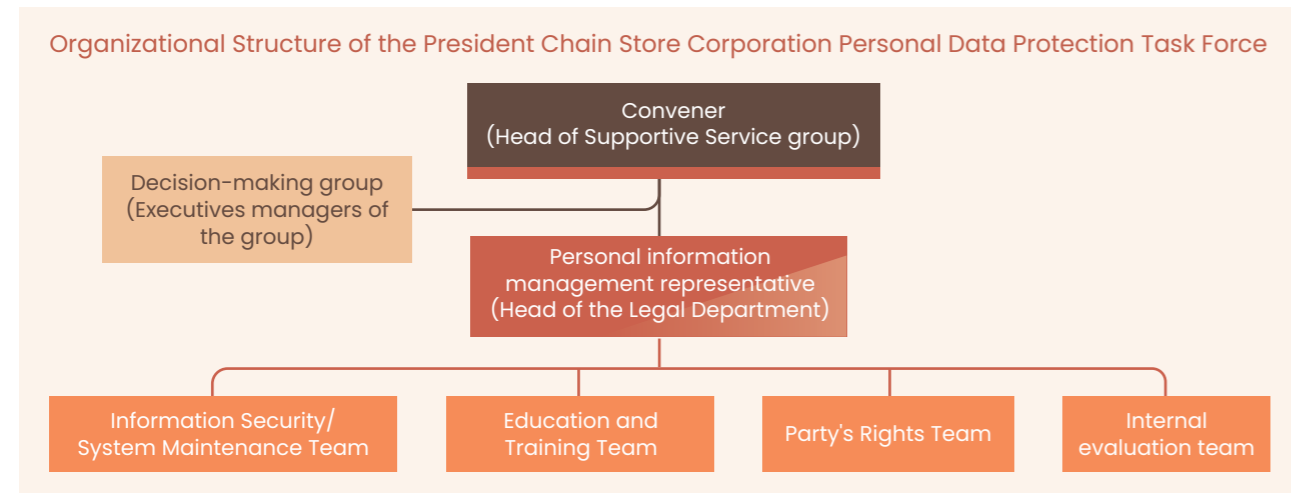 Organizational Structure of the President Chain Store Corporation Personal Data Protection Task Force
Convener
(Head of Supportive Service group)
Decision-making group
(Executives managers of
the group)
Personal information
management representative
(Head of the Legal Department)
Information Security/
System Maintenance Team
Education and
Training Team
Party's Rights Team
Internal
evaluation team